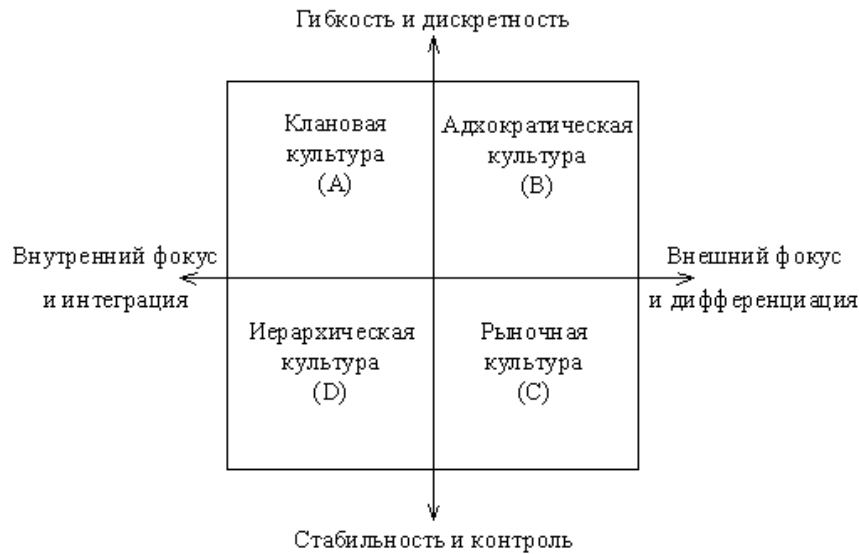 Гибкость и дискретность
Клановая
культура
(A)
Адхократическая
культура
(B)
Внутренний фокус
и интеграция
Внешний фокус
и дифференциация
Иерархическая
культура
(D)
Рыночная
культура
(C)
Стабильность и контроль